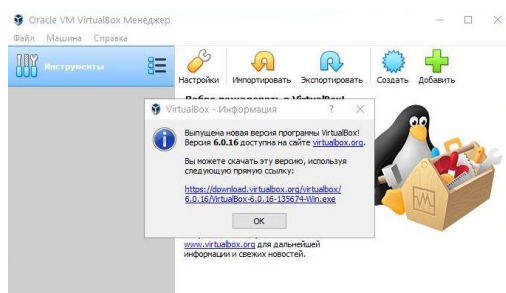 Oracle VM VirtualBox Менеджер
Файл Машина Справка
Инструменты
Настройки Импортировать Экспортировать Создать Добавить
Добро пожаловать в VirtualBox!
VirtualBox - Информация
Выпущена новая версия программы VirtualBox!
Версия 6.0.16 доступна на сайте virtualbox.org.
Вы можете скачать эту версию, используя
следующую прямую ссылку:
https://download.virtualbox.org/virtualbox/
6.0.16/VirtualBox-6.0.16-135674-Win.exe
OK
www.virtualbox.org для дальнейшей
информации и свежих новостей.